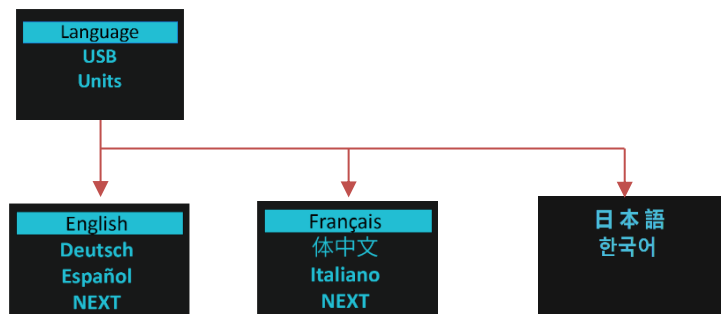 Language
USB
Units
English
Deutsch
Español
NEXT
Français
体中文
Italiano
NEXT
日本語
한국어